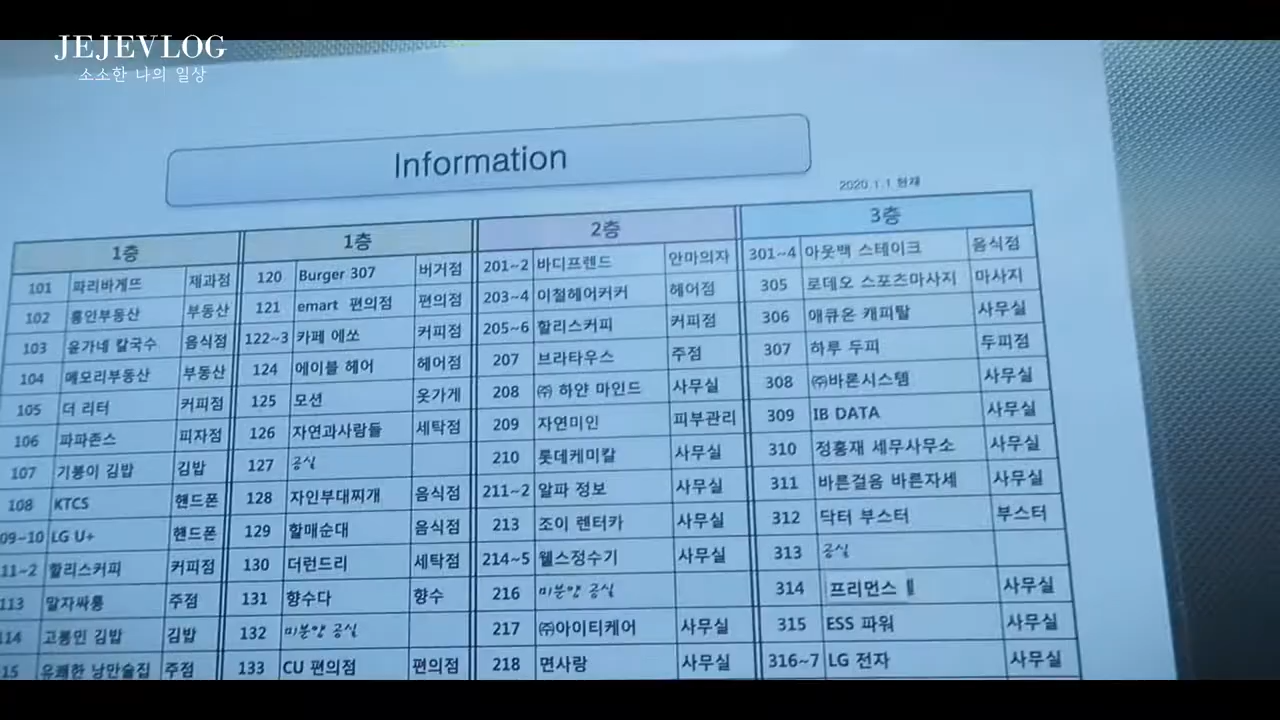 JEJEVLOG
소소한 나의 일상
Information
2020.1.1 현재
1층 1층 2층 3층
101 파리바게뜨 제과점 120 Burger 307 버거점 201~2 바디프렌드 안마의자 301~4 아웃백 스테이크 음식점
102 홍인부동산 부동산 121 emart 편의점 편의점 203~4 이철헤어커커 헤어점 305 로데오 스포츠마사지 마사지
103 윤가네 칼국수 음식점 122~3 카페 에쏘 커피점 205~6 할리스커피 커피점 306 애큐온 캐피탈 사무실
104 메모리부동산 부동산 124 에이블 헤어 헤어점 207 브라타우스 주점 307 하루 두피 두피점
105 더 리터 커피점 125 모션 옷가게 208 ㈜ 하얀 마인드 사무실 308 ㈜바론시스템 사무실
106 파파존스 피자점 126 자연과사람들 세탁점 209 자연미인 피부관리 309 IB DATA 사무실
107 기봉이 김밥 김밥 127 공실 210 롯데케미칼 사무실 310 정홍재 세무사무소 사무실
108 KTCS 핸드폰 128 자인부대찌개 음식점 211~2 알파 정보 사무실 311 바른걸음 바른자세 사무실
09~10 LG U+ 핸드폰 129 할매순대 음식점 213 조이 렌터카 사무실 312 닥터 부스터 부스터
11~2 할리스커피 커피점 130 더런드리 세탁점 214~5 웰스정수기 사무실 313 공실
113 말자싸롱 주점 131 향수다 향수 216 미분양 공실 314 프리먼스 사무실
114 고봉민 김밥 김밥 132 미분양 공실 217 ㈜아이티케어 사무실 315 ESS 파워 사무실
15 유쾌한 낭만술집 주점 133 CU 편의점 편의점 218 면사랑 사무실 316~7 LG 전자 사무실